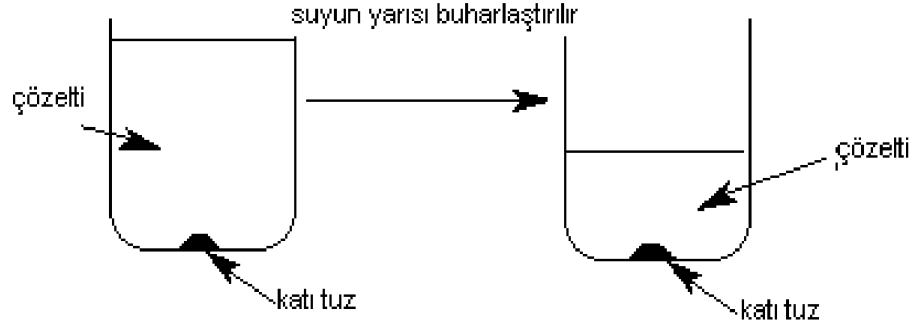 suyun yarısı buharlaştırılır
çözelti
çözelti
katı tuz
katı tuz